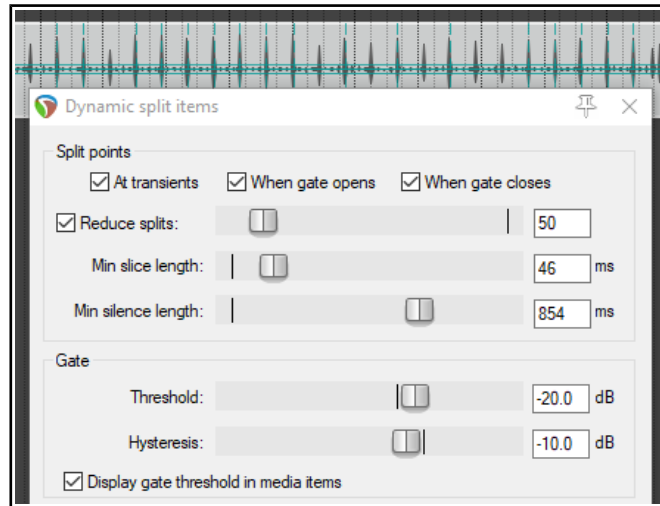 Dynamic split items
Split points
At transients When gate opens When gate closes
Reduce splits: 50
Min slice length: 46 ms
Min silence length: 854 ms
Gate
Threshold: -20.0 dB
Hysteresis: -10.0 dB
Display gate threshold in media items